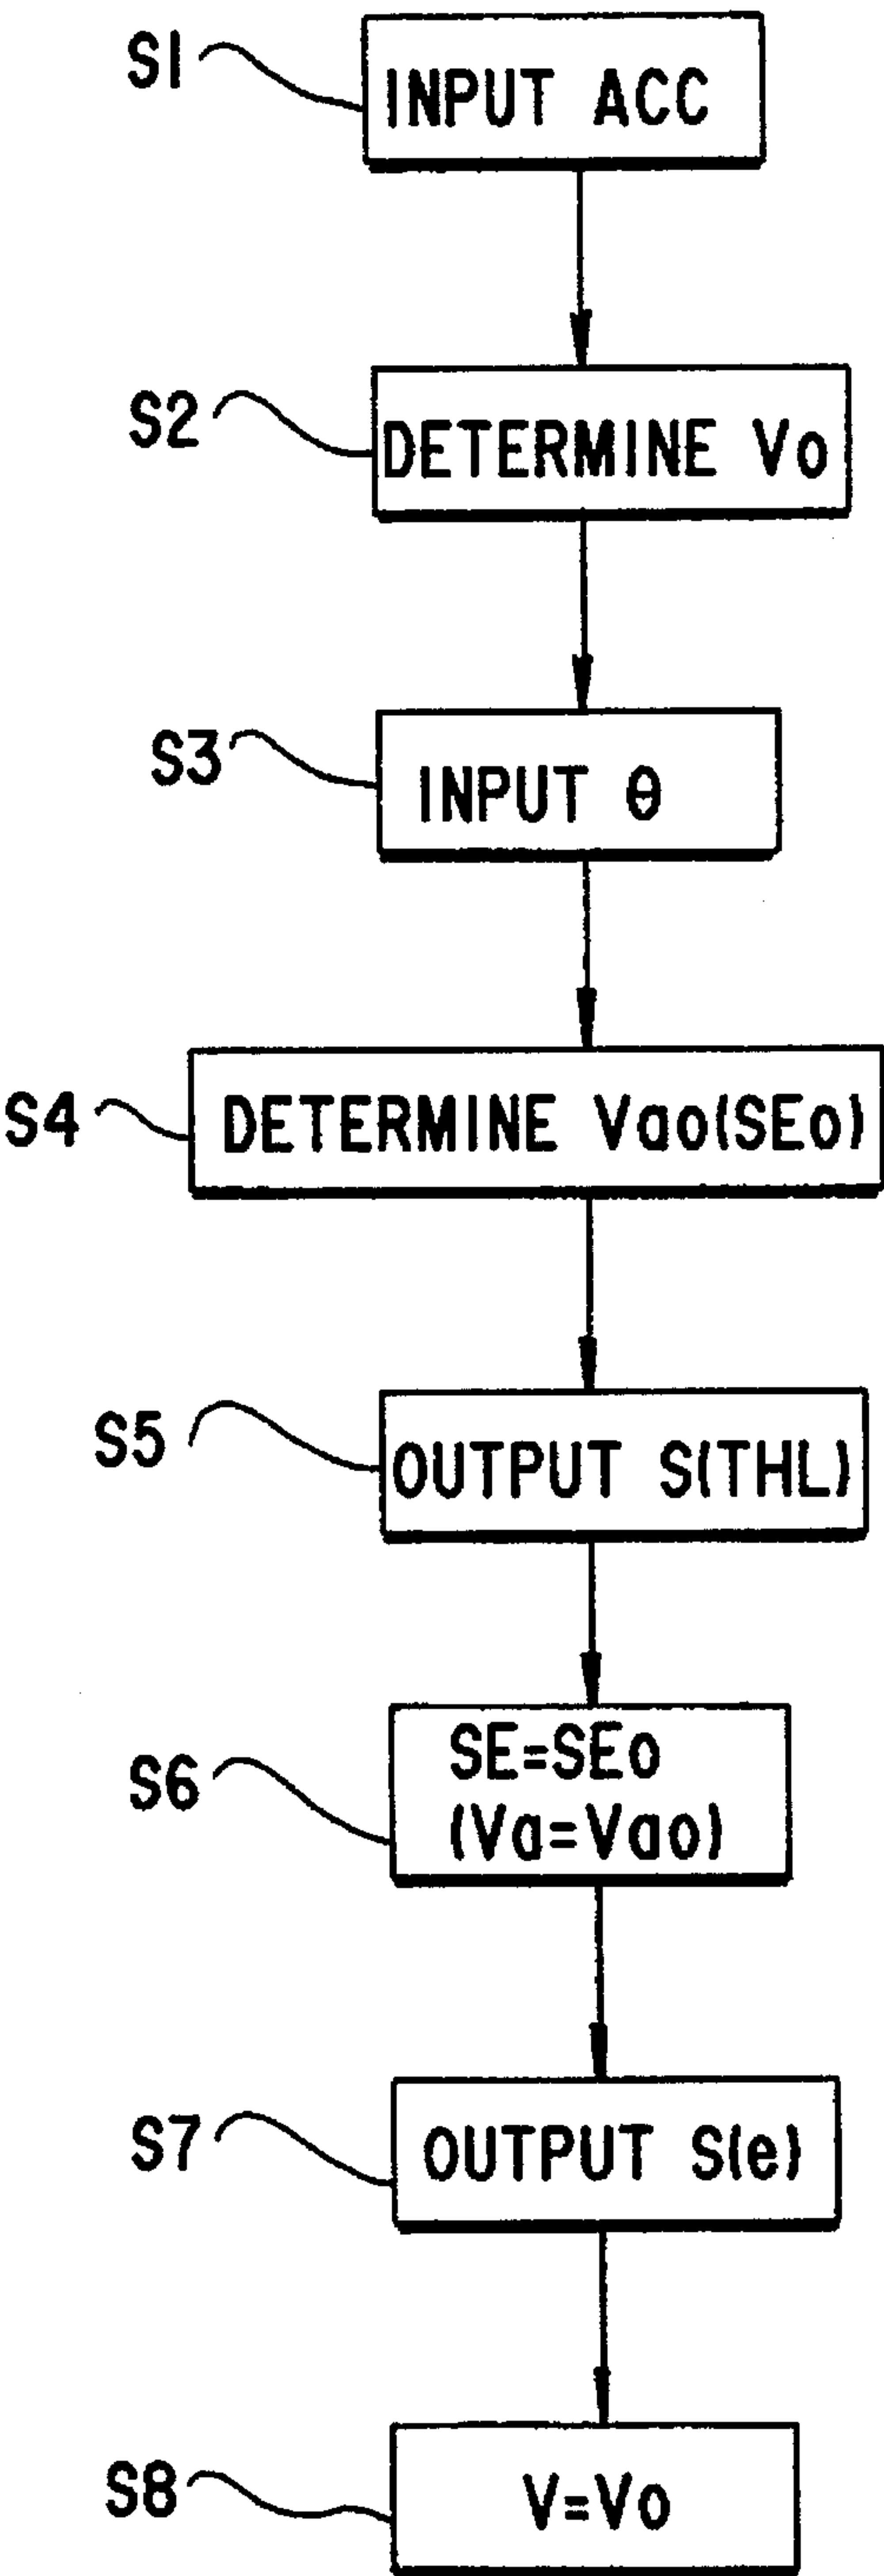 S1
INPUT ACC
S2
DETERMINE Vo
S3
INPUT θ
S4
DETERMINE Vao(SEo)
S5
OUTPUT S(THL)
S6
SE=SEo
(Va=Vao)
S7
OUTPUT S(e)
S8
V=Vo